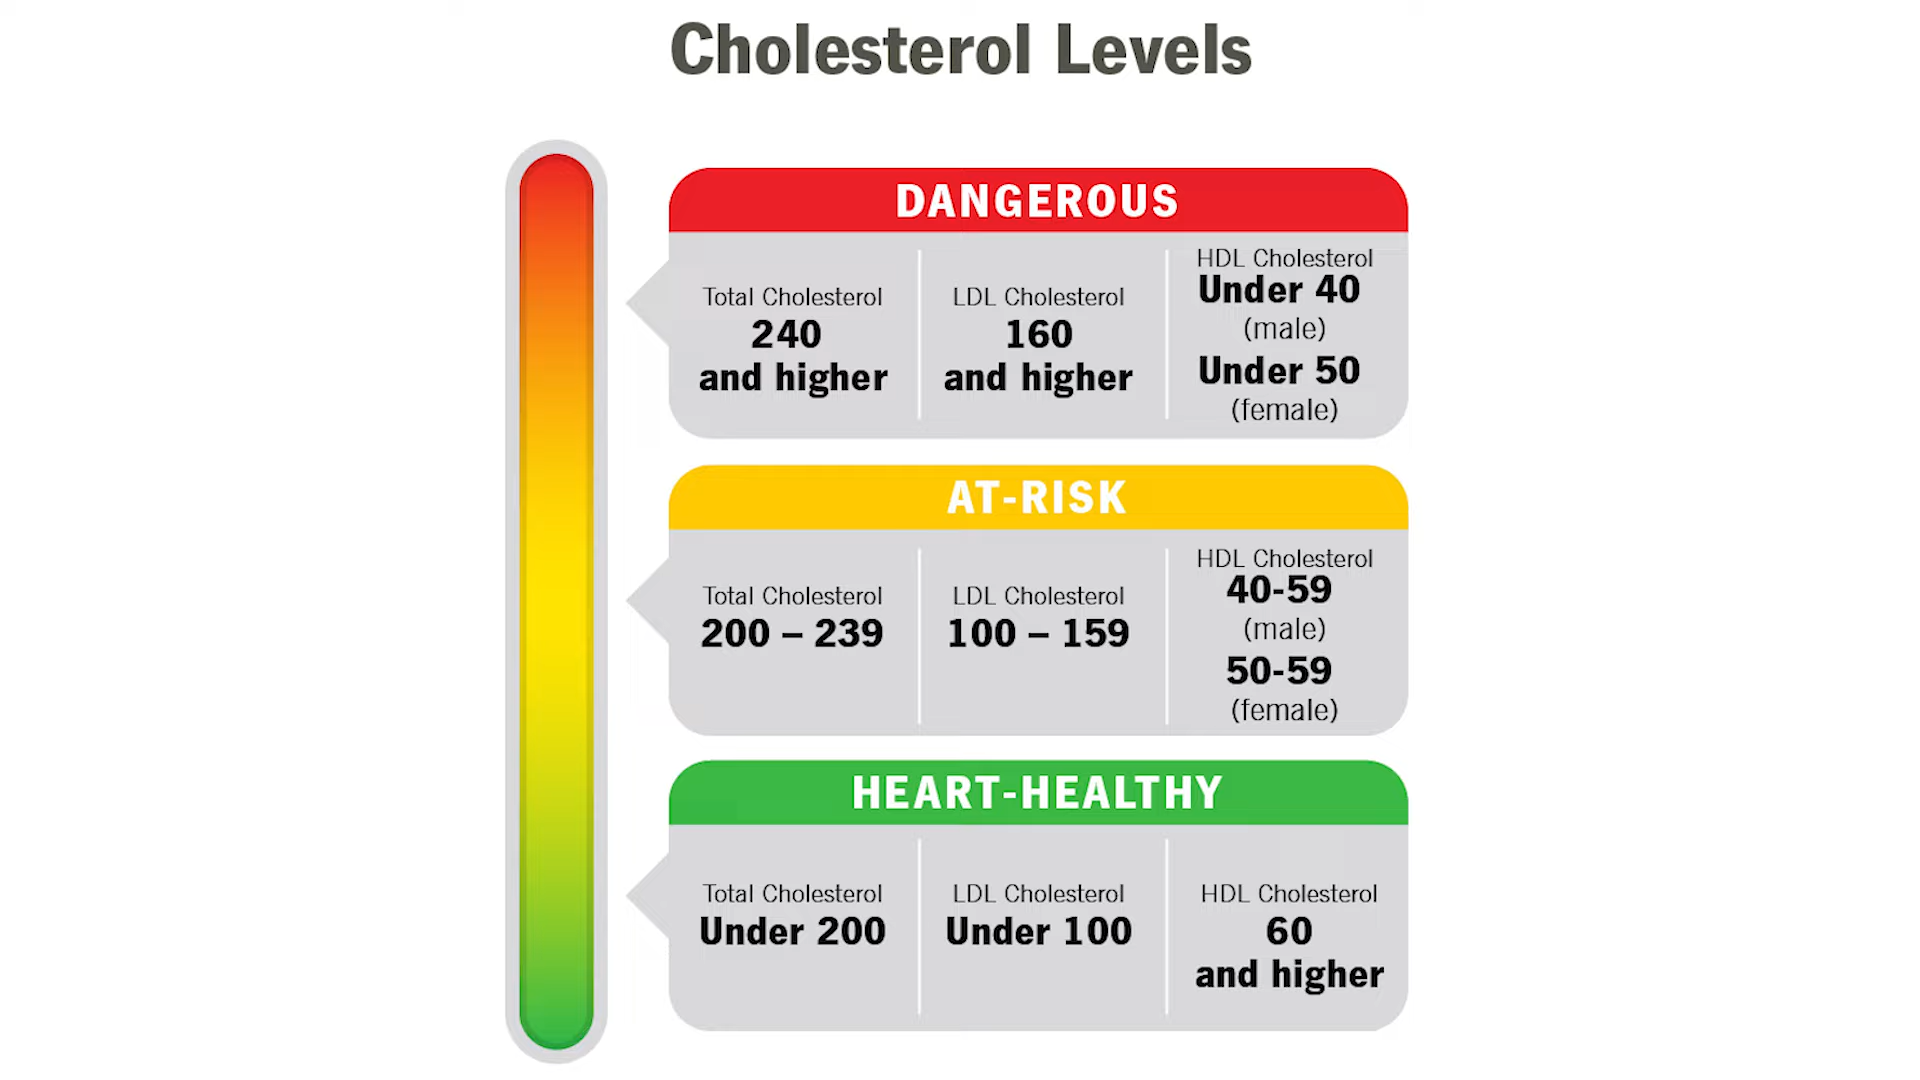 Cholesterol Levels
DANGEROUS
Total Cholesterol
240
and higher
LDL Cholesterol
160
and higher
HDL Cholesterol
Under 40
(male)
Under 50
(female)
AT-RISK
Total Cholesterol
200 – 239
LDL Cholesterol
100 – 159
HDL Cholesterol
40-59
(male)
50-59
(female)
HEART-HEALTHY
Total Cholesterol
Under 200
LDL Cholesterol
Under 100
HDL Cholesterol
60
and higher